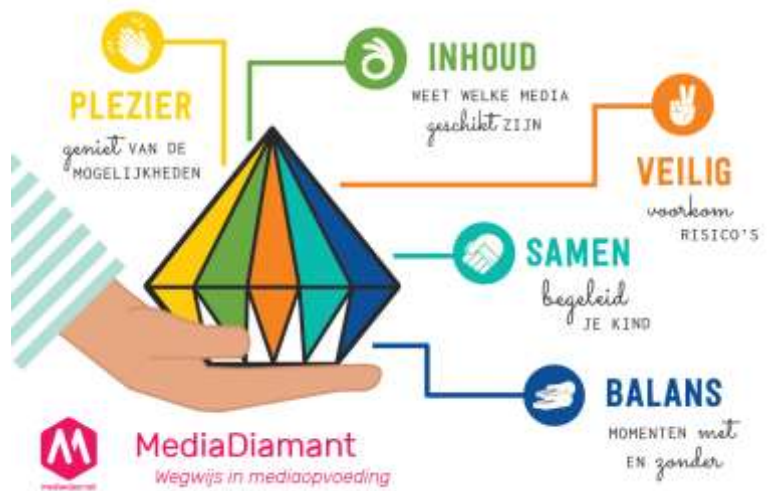 PLEZIER
geniet VAN DE
MOGELIJKHEDEN
INHOUD
WEET WELKE MEDIA
geschikt ZIJN
VEILIG
voorkom
RISICO'S
SAMEN
begeleid
JE KIND
BALANS
MOMENTEN met
EN zonder
MediaDiamant
Wegwijs in mediaopvoeding